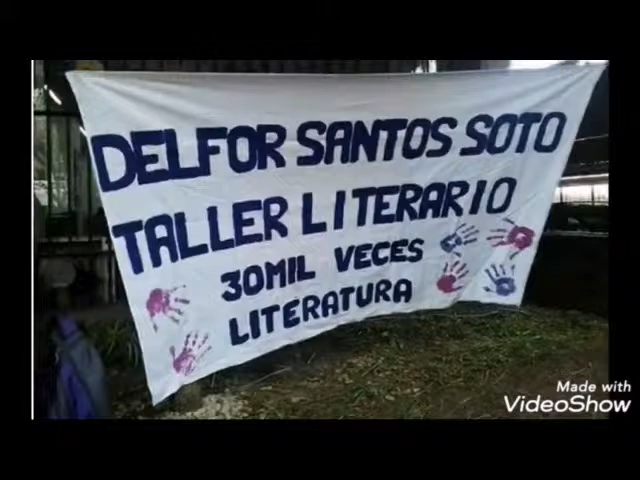 DELFOR SANTOS SOTO
TALLER LITERARIO
30MIL VECES
LITERATURA
Made with
VideoShow